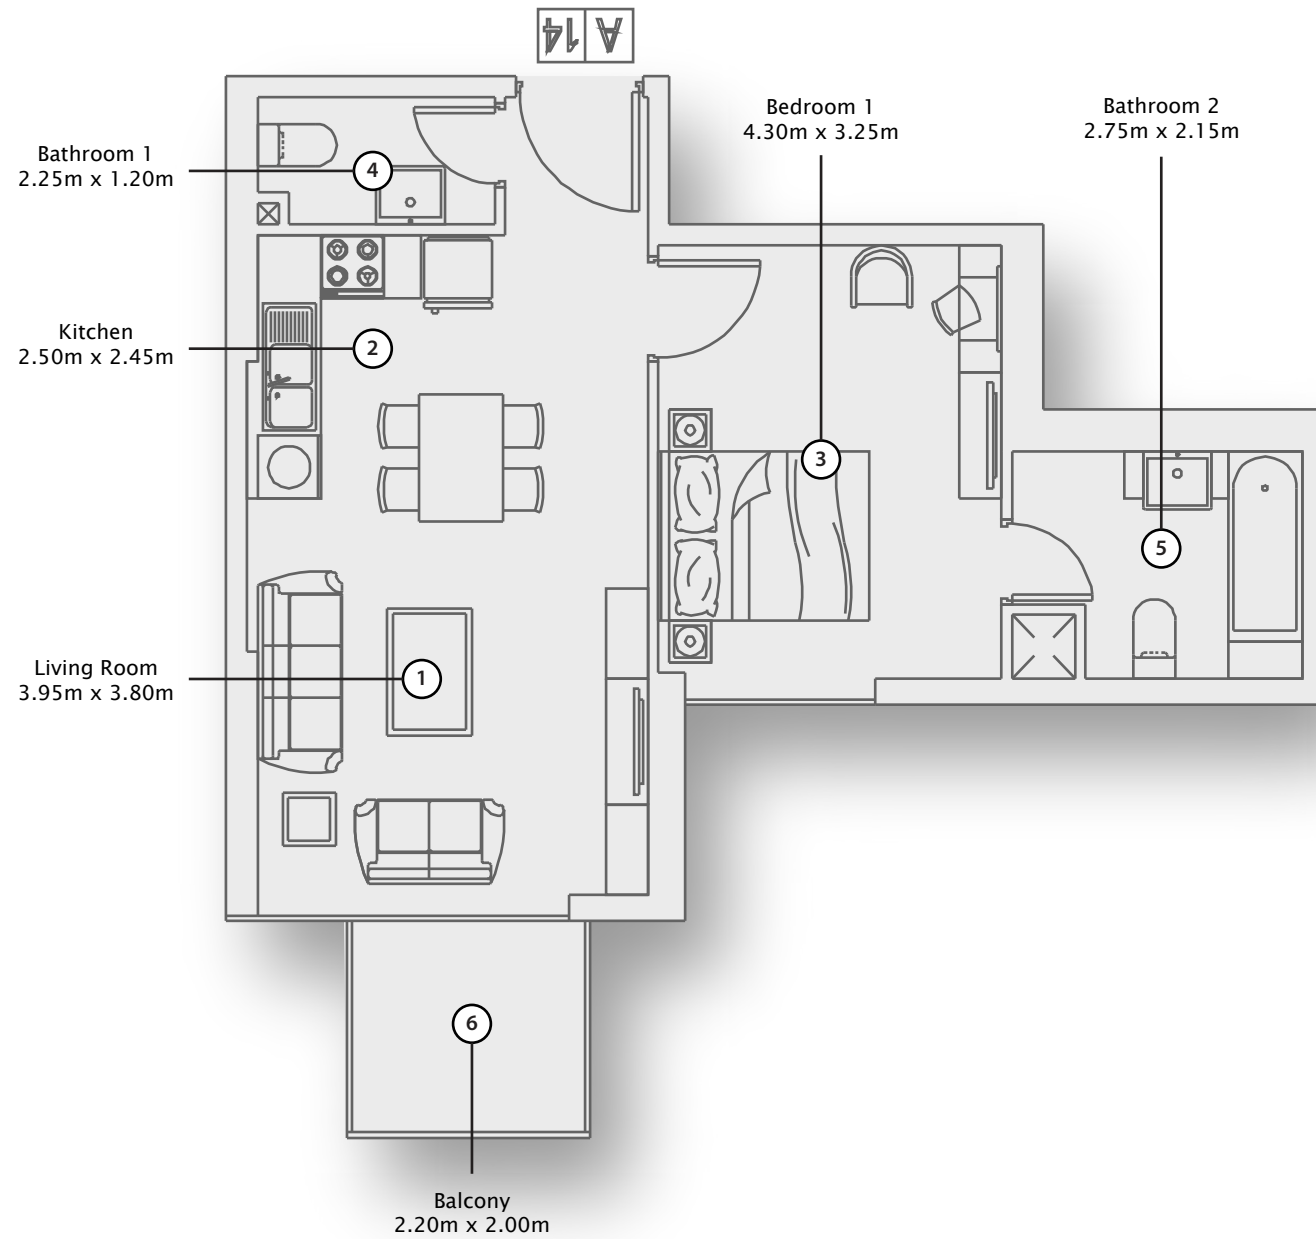 14 A
Bedroom 1
4.30m x 3.25m
Bathroom 2
2.75m x 2.15m
Bathroom 1
2.25m x 1.20m
4
Kitchen
2.50m x 2.45m
2
3
5
Living Room
3.95m x 3.80m
1
6
Balcony
2.20m x 2.00m